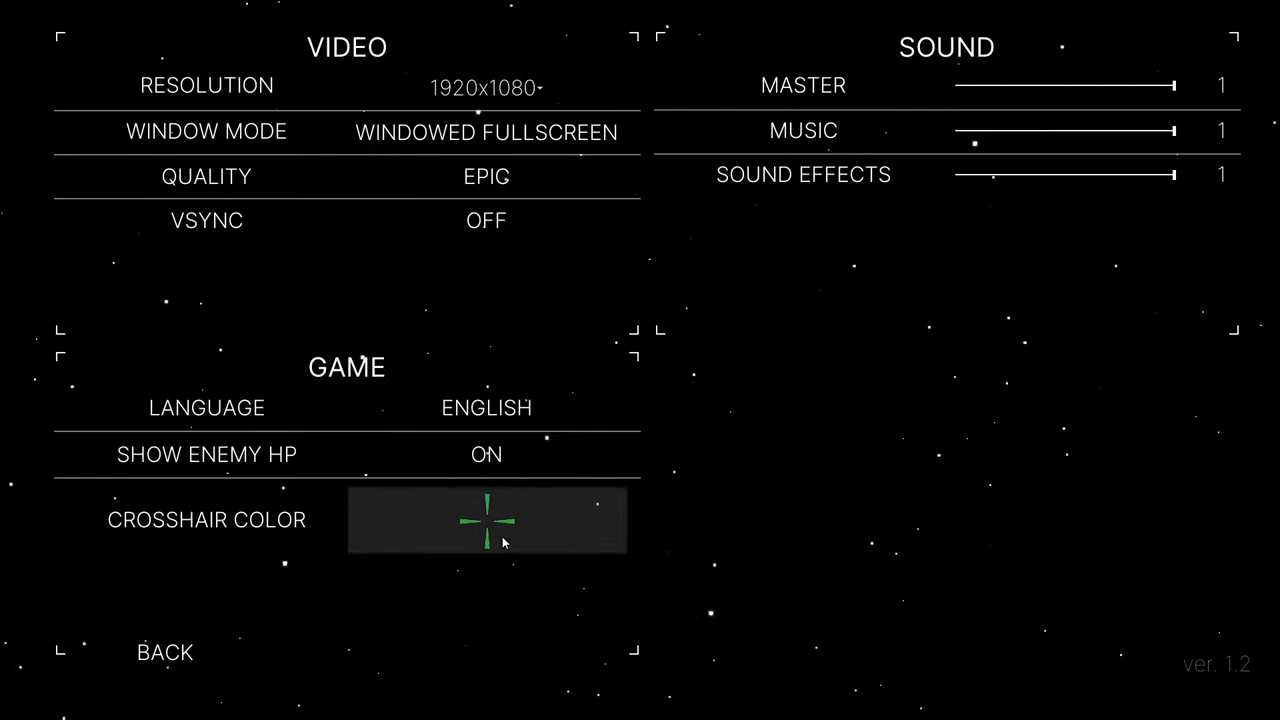 VIDEO
RESOLUTION 1920x1080
WINDOW MODE WINDOWED FULLSCREEN
QUALITY EPIC
VSYNC OFF
SOUND
MASTER 1
MUSIC 1
SOUND EFFECTS 1
GAME
LANGUAGE ENGLISH
SHOW ENEMY HP ON
CROSSHAIR COLOR
BACK
ver. 1.2